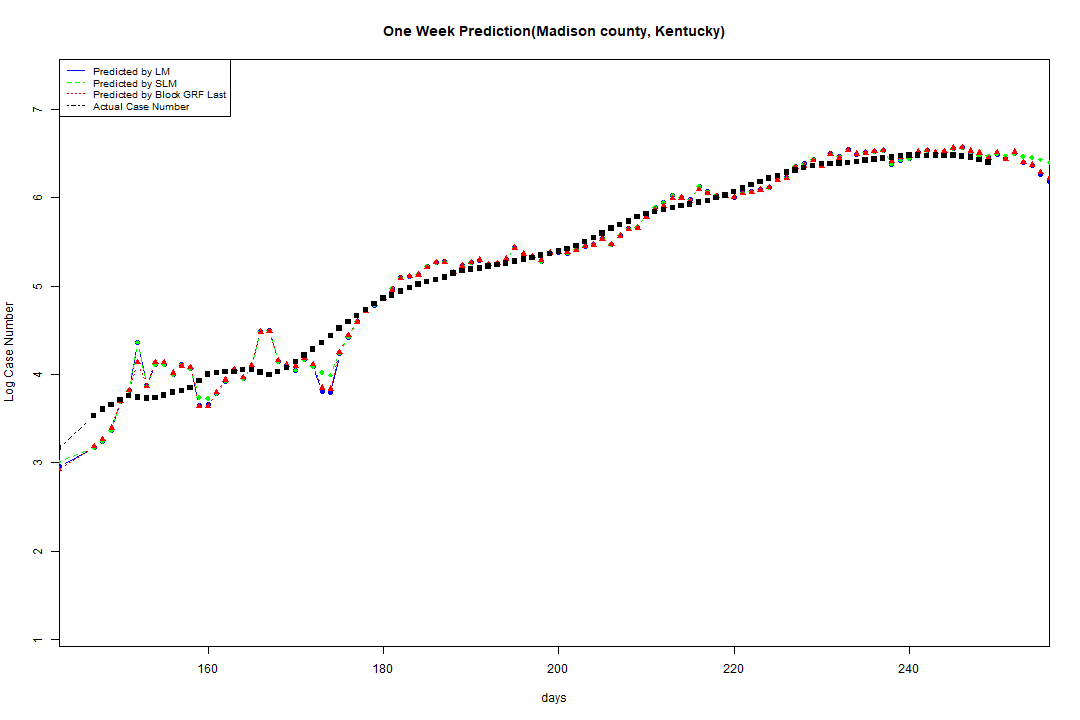 One Week Prediction(Madison county, Kentucky)
Predicted by LM
Predicted by SLM
Predicted by Block GRF Last
Actual Case Number
7
6
5
4
3
2
1
Log Case Number
160 180 200 220 240
days